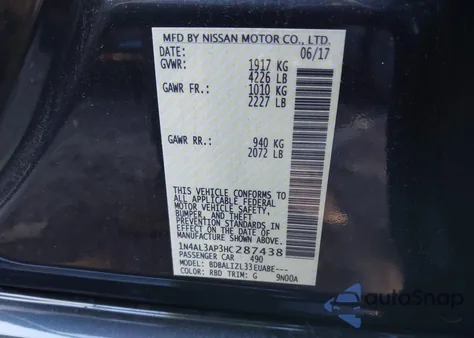 MFD BY NISSAN MOTOR CO., LTD.
DATE: 06/17
GVWR: 1917 KG
4226 LB
GAWR FR.: 1010 KG
2227 LB
GAWR RR.: 940 KG
2072 LB
THIS VEHICLE CONFORMS TO
ALL APPLICABLE FEDERAL
MOTOR VEHICLE SAFETY,
BUMPER, AND THEFT
PREVENTION STANDARDS
IN EFFECT ON THE DATE OF
MANUFACTURE SHOWN ABOVE.
1N4AL3AP3HC287438
PASSENGER CAR 490
MODEL: BDBALIZL33EUABE---
COLOR: RBD TRIM: G 9N00A
autoSnap